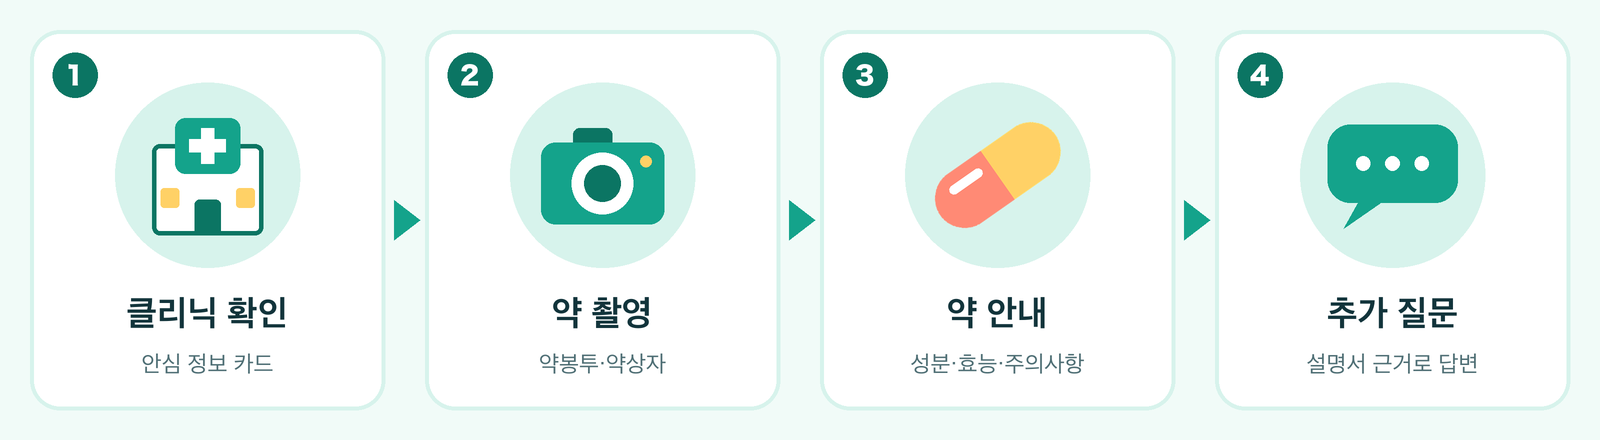 1
클리닉 확인
안심 정보 카드
2
약 촬영
약봉투·약상자
3
약 안내
성분·효능·주의사항
4
추가 질문
설명서 근거로 답변